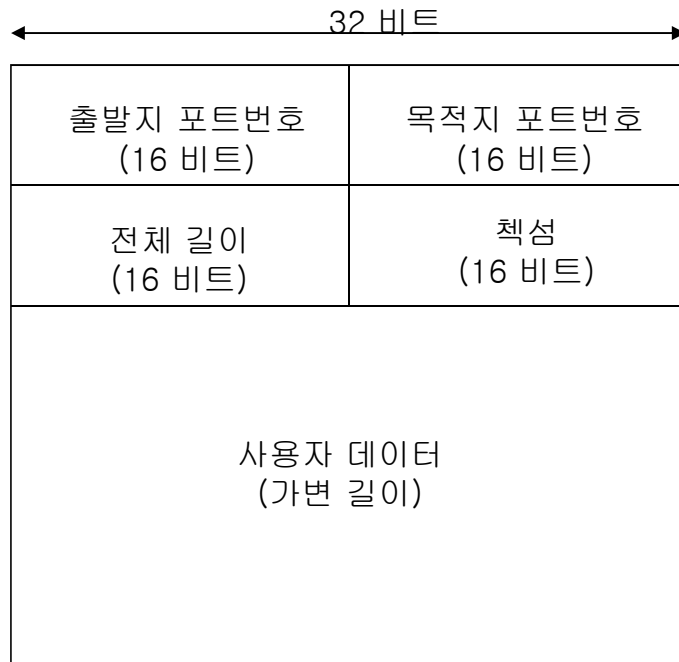 32 비트
출발지 포트번호
(16 비트)
목적지 포트번호
(16 비트)
전체 길이
(16 비트)
첵섬
(16 비트)
사용자 데이터
(가변 길이)